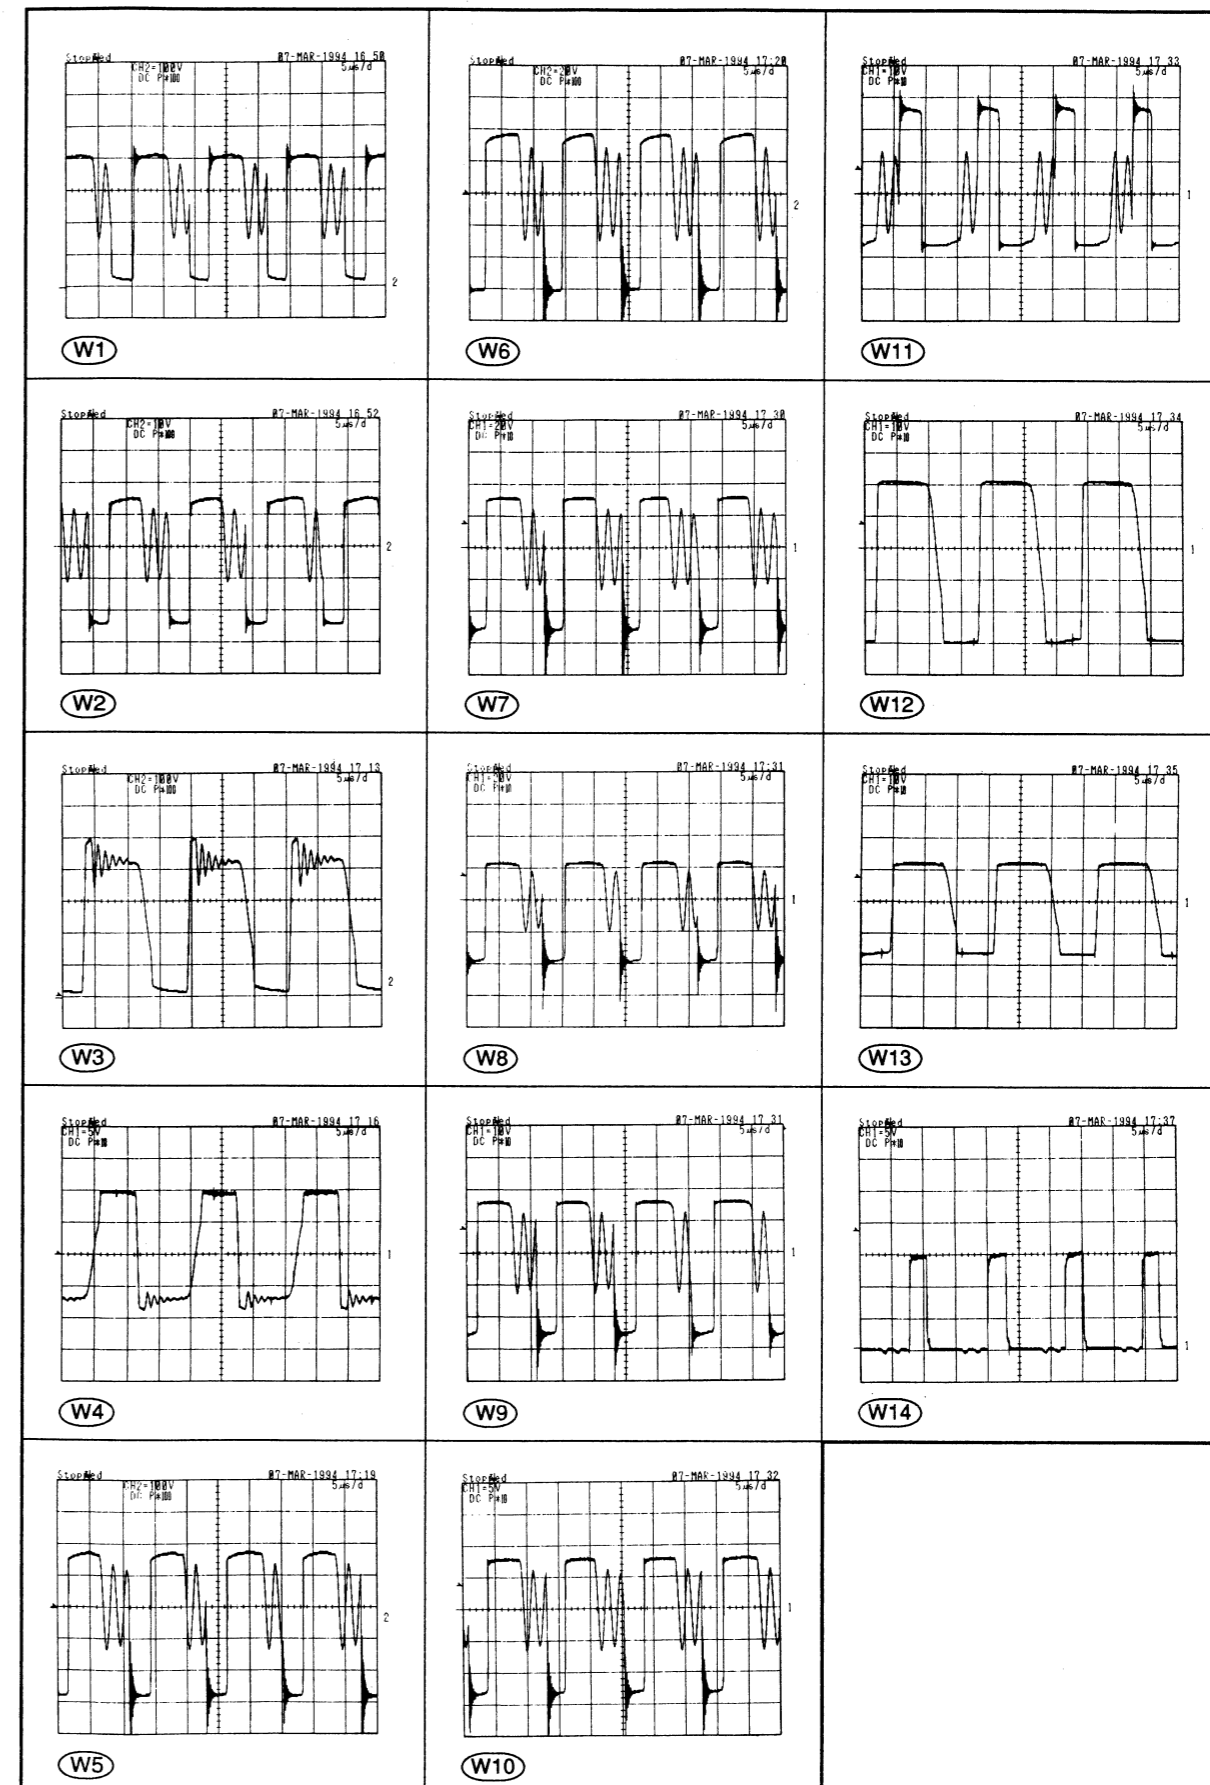 Stopped 07-MAR-1994 16:50
CH2=100V 5µs/d
DC P*100
2
W1
Stopped 07-MAR-1994 17:20
CH2=20V 5µs/d
DC P*100
2
W6
Stopped 07-MAR-1994 17:33
CH1=10V 5µs/d
DC P*10
1
W11
Stopped 07-MAR-1994 16:52
CH2=10V 5µs/d
DC P*100
2
W2
Stopped 07-MAR-1994 17:30
CH1=20V 5µs/d
DC P*10
1
W7
Stopped 07-MAR-1994 17:34
CH1=10V 5µs/d
DC P*10
1
W12
Stopped 07-MAR-1994 17:13
CH2=100V 5µs/d
DC P*100
2
W3
Stopped 07-MAR-1994 17:31
5µs/d
DC P*10
1
W8
Stopped 07-MAR-1994 17:35
CH1=10V 5µs/d
DC P*10
1
W13
Stopped 07-MAR-1994 17:16
CH1=5V 5µs/d
DC P*10
1
W4
Stopped 07-MAR-1994 17:31
CH1=10V 5µs/d
DC P*10
1
W9
Stopped 07-MAR-1994 17:37
CH1=5V 5µs/d
DC P*10
1
W14
Stopped 07-MAR-1994 17:19
CH2=100V 5µs/d
DC P*100
2
W5
Stopped 07-MAR-1994 17:32
CH1=5V 5µs/d
DC P*10
1
W10